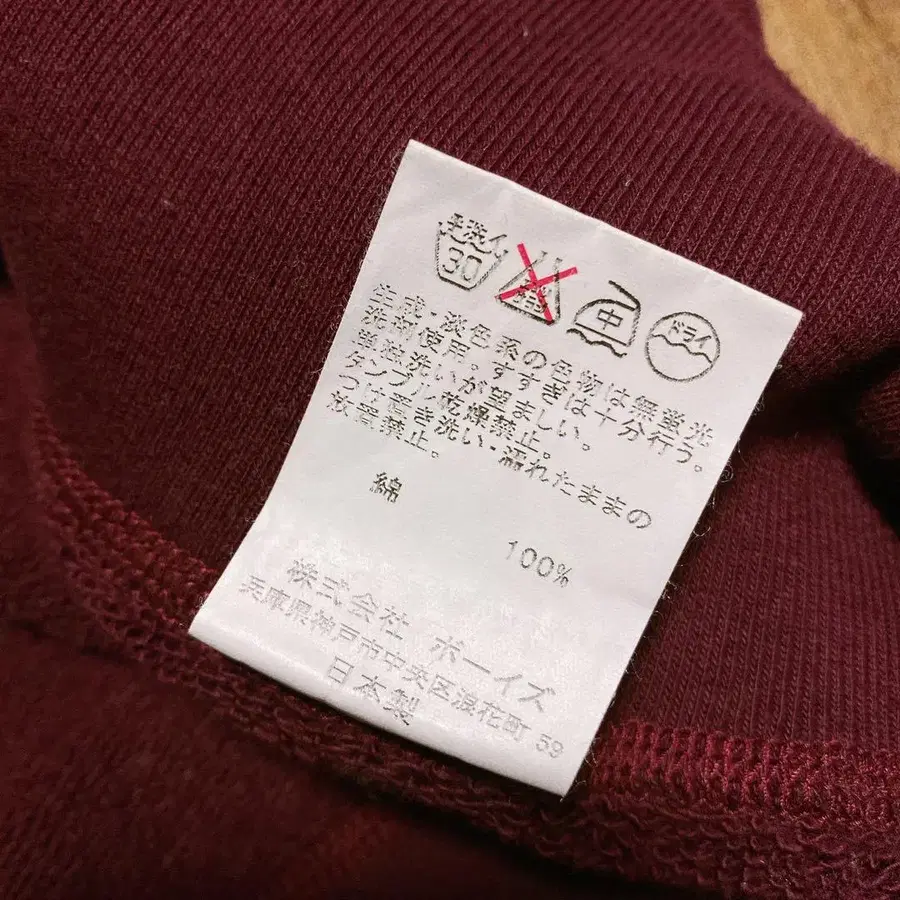 手洗イ
30
中
ドライ
生成・淡色系の色物は無蛍光
洗剤使用。すすぎは十分行う。
単独洗いが望ましい。
タンブル乾燥禁止。
つけ置き洗い・濡れたままの
放置禁止。
綿
100%
株式会社 ボーイズ
兵庫県神戸市中央区浪花町 59
日本製